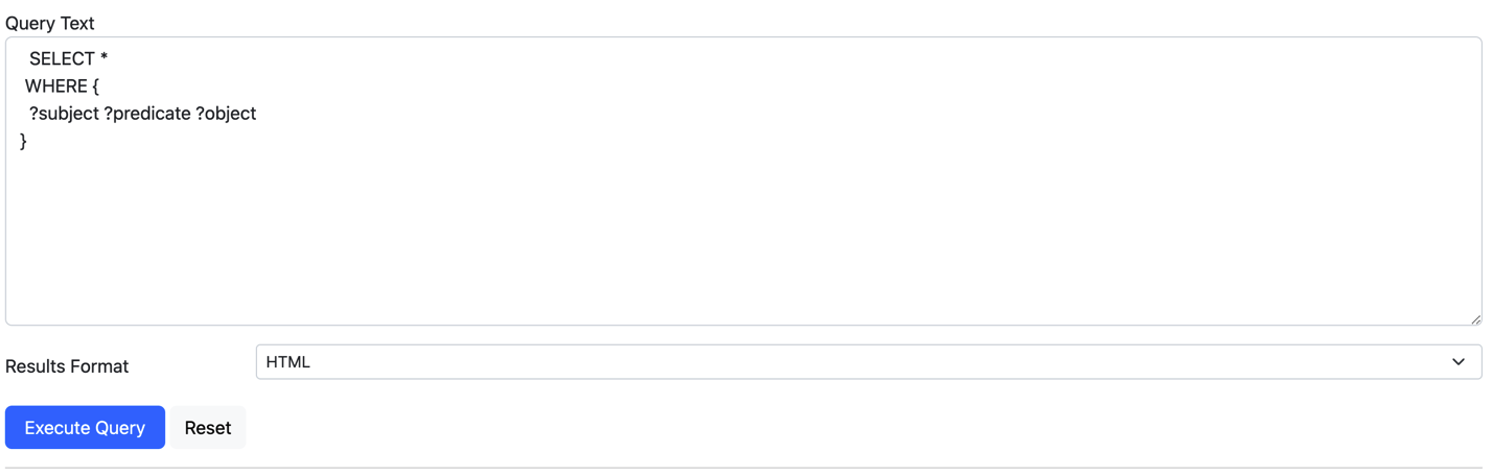 Query Text
SELECT *
WHERE {
?subject ?predicate ?object
}
Results Format
HTML
Execute Query
Reset